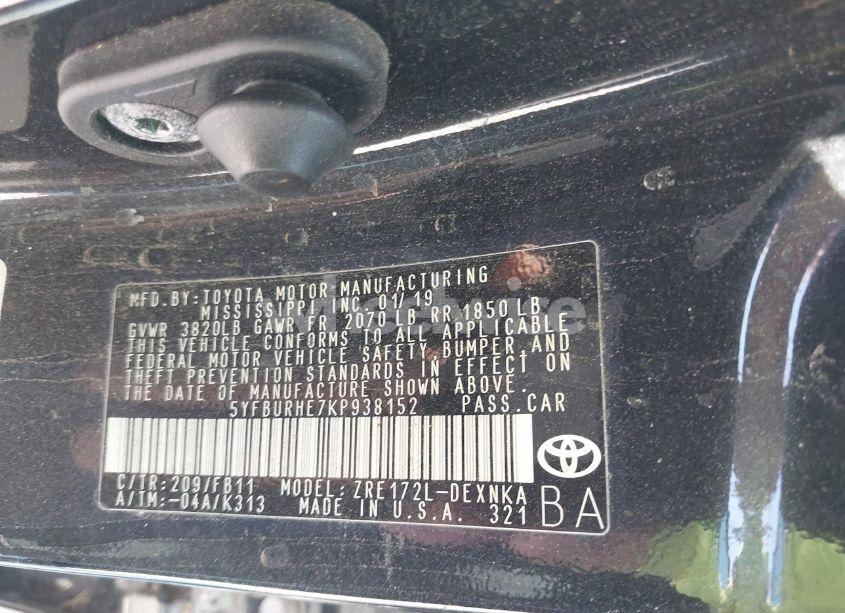 MFD. BY: TOYOTA MOTOR MANUFACTURING
MISSISSIPPI, INC. 01/19
GVWR 3820LB GAWR FR 2070 LB RR 1850 LB
THIS VEHICLE CONFORMS TO ALL APPLICABLE
FEDERAL MOTOR VEHICLE SAFETY, BUMPER AND
THEFT PREVENTION STANDARDS IN EFFECT ON
THE DATE OF MANUFACTURE SHOWN ABOVE.
5YFBURHE7KP938152 PASS.CAR
C/TR: 209/FB11 MODEL: ZRE172L-DEXNKA
A/TM:-04A/K313 MADE IN U.S.A. 321
BA